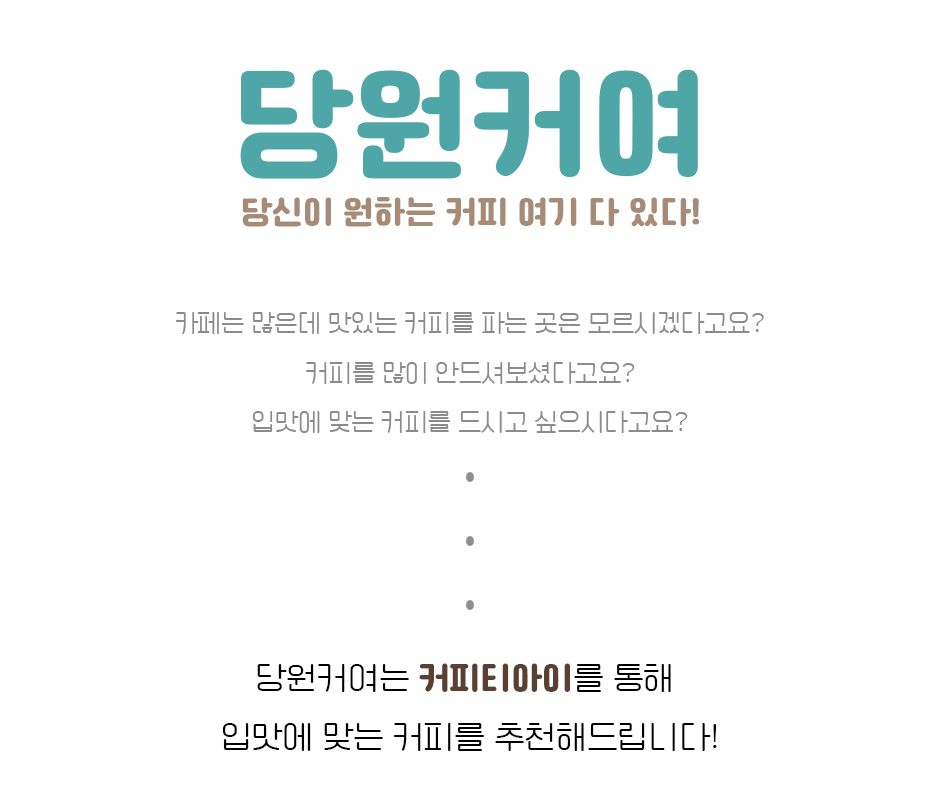 당원커여
당신이 원하는 커피 여기 다 있다!
카페는 많은데 맛있는 커피를 파는 곳은 모르시겠다고요?
커피를 많이 안드셔보셨다고요?
입맛에 맞는 커피를 드시고 싶으시다고요?
•
•
•
당원커여는 커피티아이를 통해
입맛에 맞는 커피를 추천해드립니다!